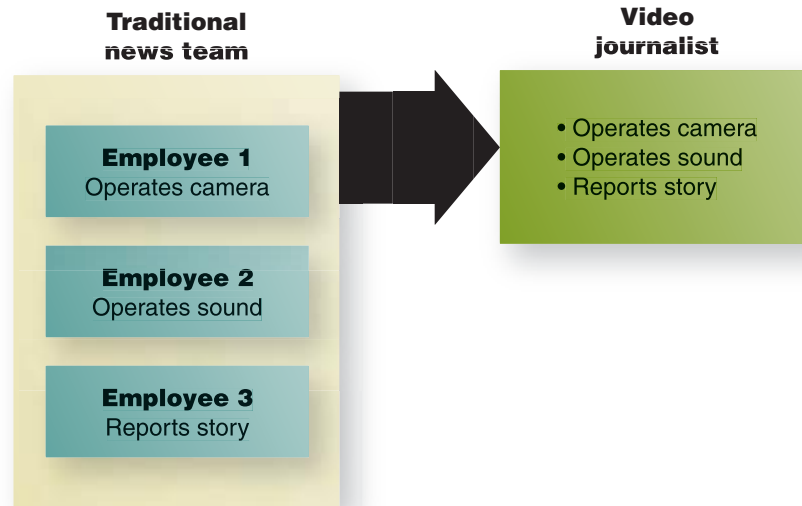 Traditional
news team
Employee 1
Operates camera
Employee 2
Operates sound
Employee 3
Reports story
Video
journalist
• Operates camera
• Operates sound
• Reports story